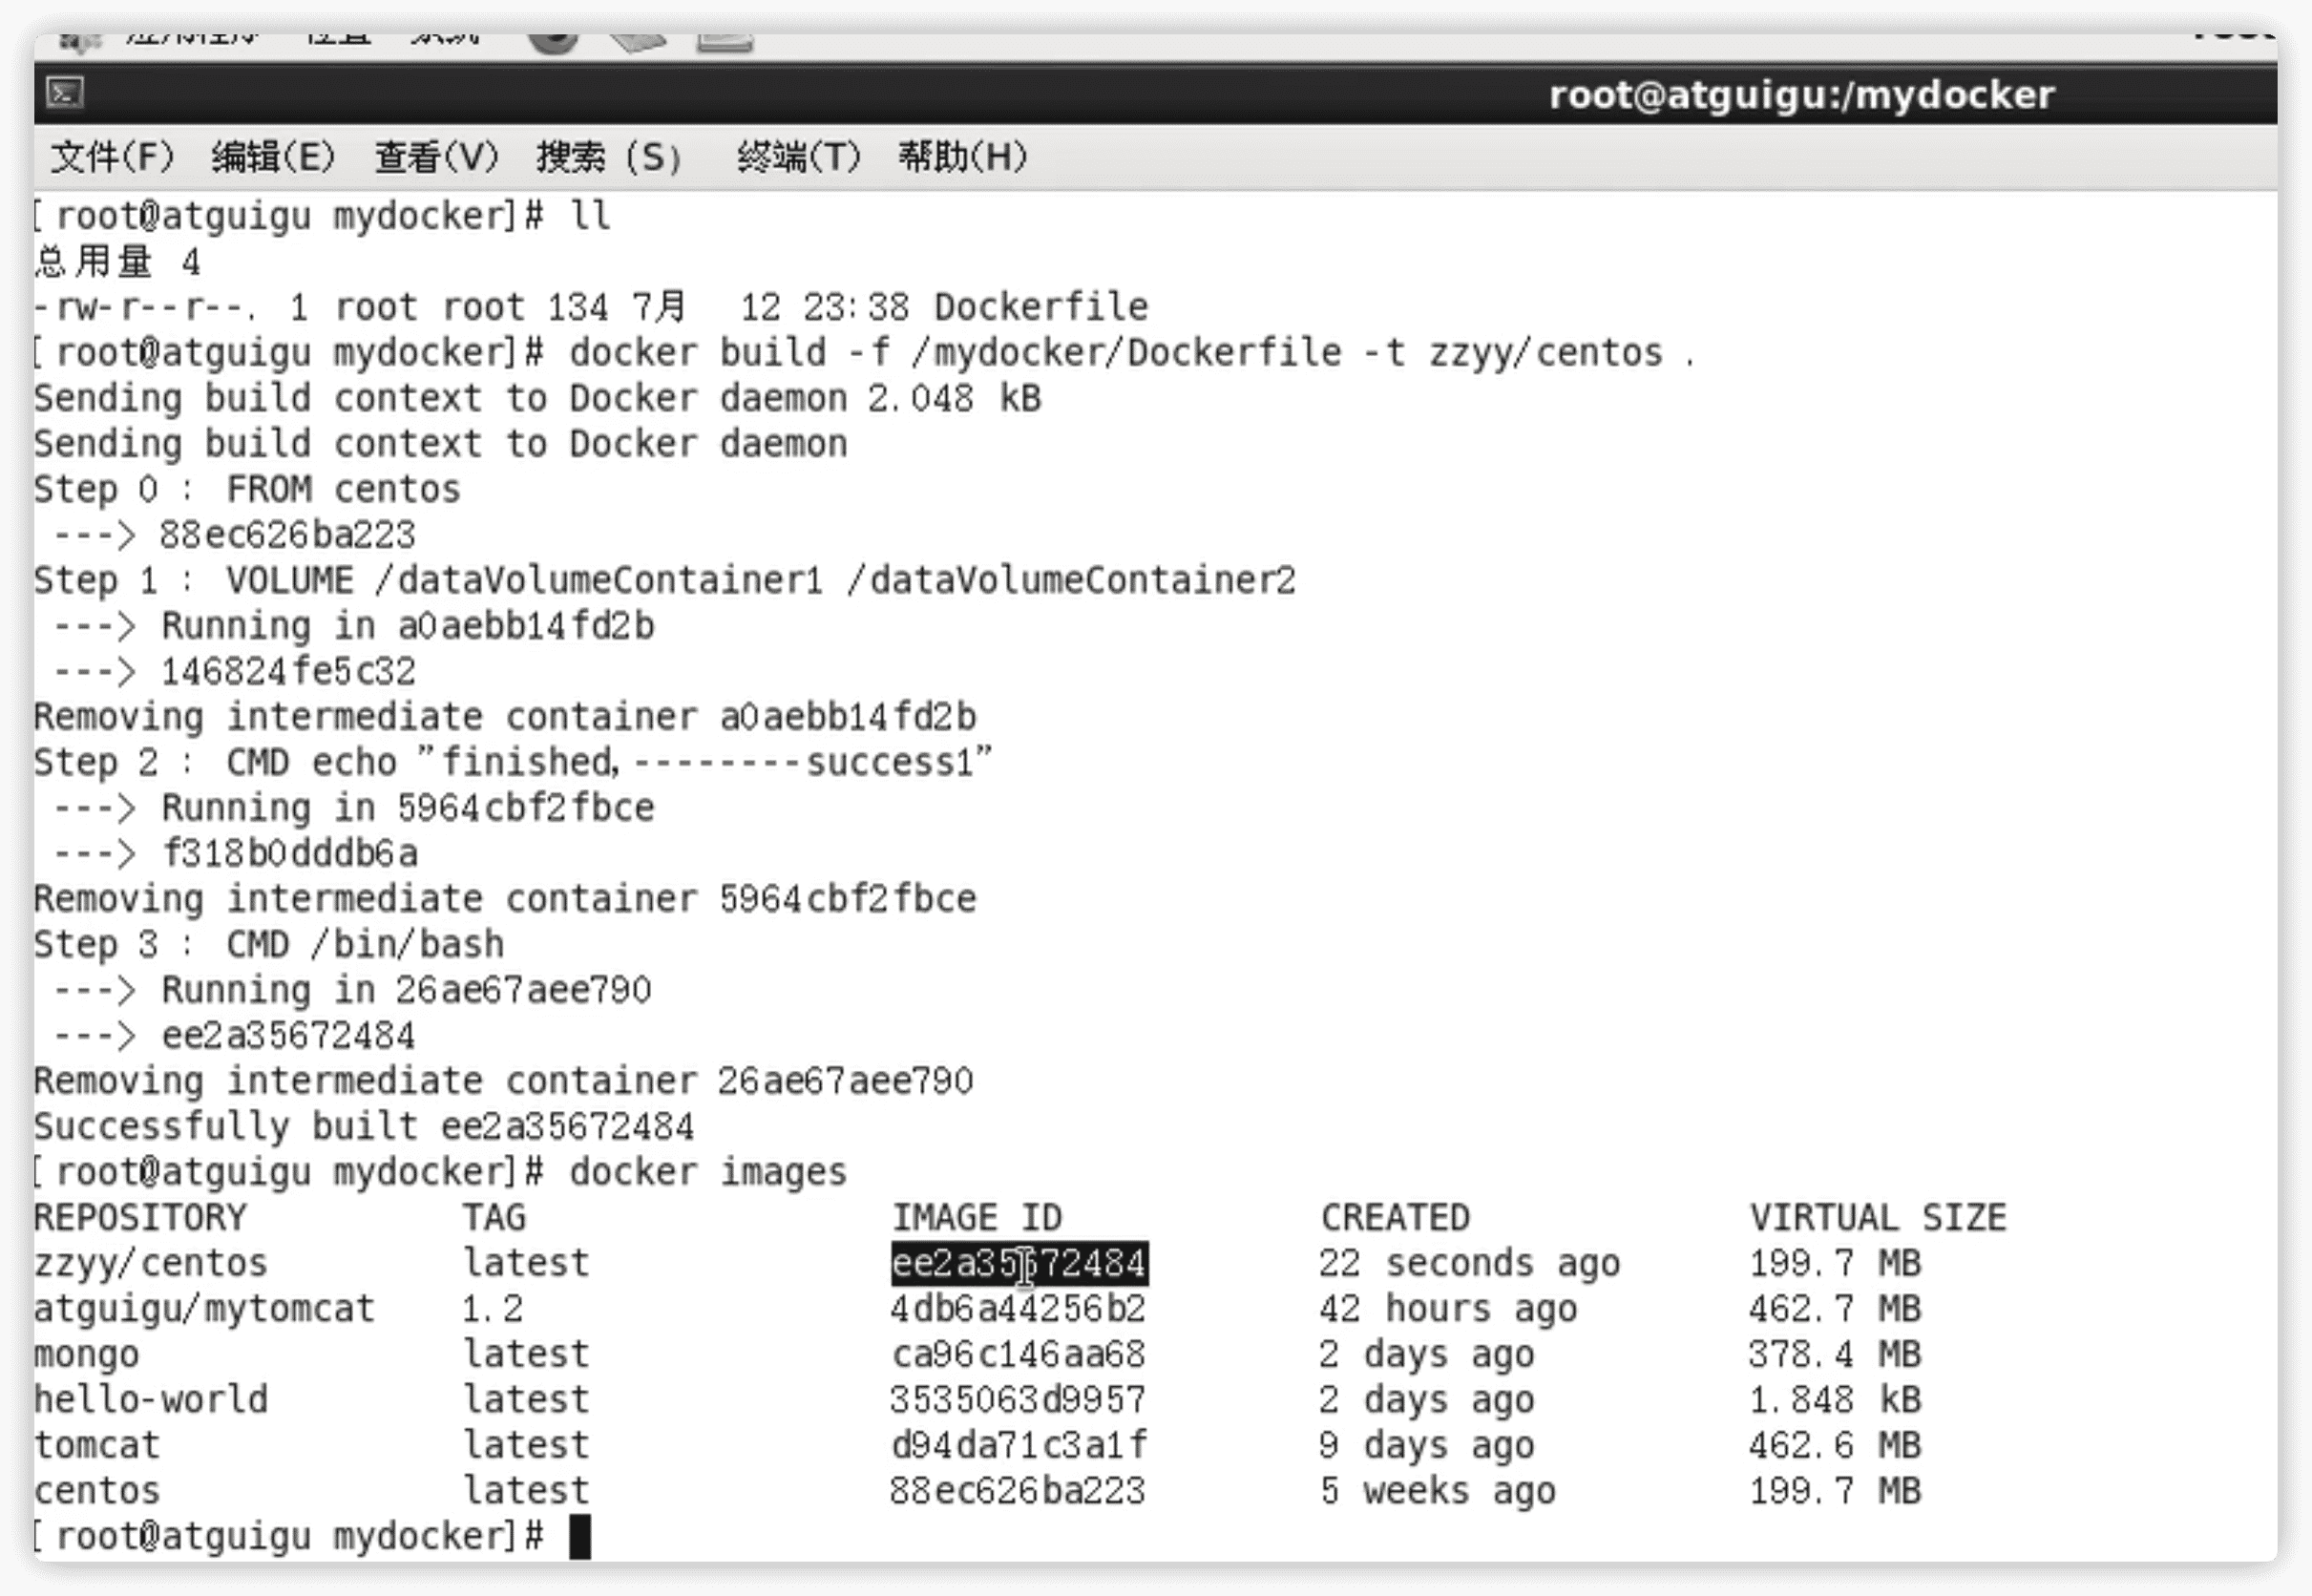 root@atguigu:/mydocker
文件(F) 编辑(E) 查看(V) 搜索 (S) 终端(T) 帮助(H)
[root@atguigu mydocker]# ll
总用量 4
-rw-r--r--. 1 root root 134 7月 12 23:38 Dockerfile
[root@atguigu mydocker]# docker build -f /mydocker/Dockerfile -t zzyy/centos .
Sending build context to Docker daemon 2.048 kB
Sending build context to Docker daemon
Step 0 : FROM centos
---> 88ec626ba223
Step 1 : VOLUME /dataVolumeContainer1 /dataVolumeContainer2
---> Running in a0aebb14fd2b
---> 146824fe5c32
Removing intermediate container a0aebb14fd2b
Step 2 : CMD echo "finished,--------success1"
---> Running in 5964cbf2fbce
---> f318b0dddb6a
Removing intermediate container 5964cbf2fbce
Step 3 : CMD /bin/bash
---> Running in 26ae67aee790
---> ee2a35672484
Removing intermediate container 26ae67aee790
Successfully built ee2a35672484
[root@atguigu mydocker]# docker images
REPOSITORY TAG IMAGE ID CREATED VIRTUAL SIZE
zzyy/centos latest ee2a35672484 22 seconds ago 199.7 MB
atguigu/mytomcat 1.2 4db6a44256b2 42 hours ago 462.7 MB
mongo latest ca96c146aa68 2 days ago 378.4 MB
hello-world latest 3535063d9957 2 days ago 1.848 kB
tomcat latest d94da71c3a1f 9 days ago 462.6 MB
centos latest 88ec626ba223 5 weeks ago 199.7 MB
[root@atguigu mydocker]#